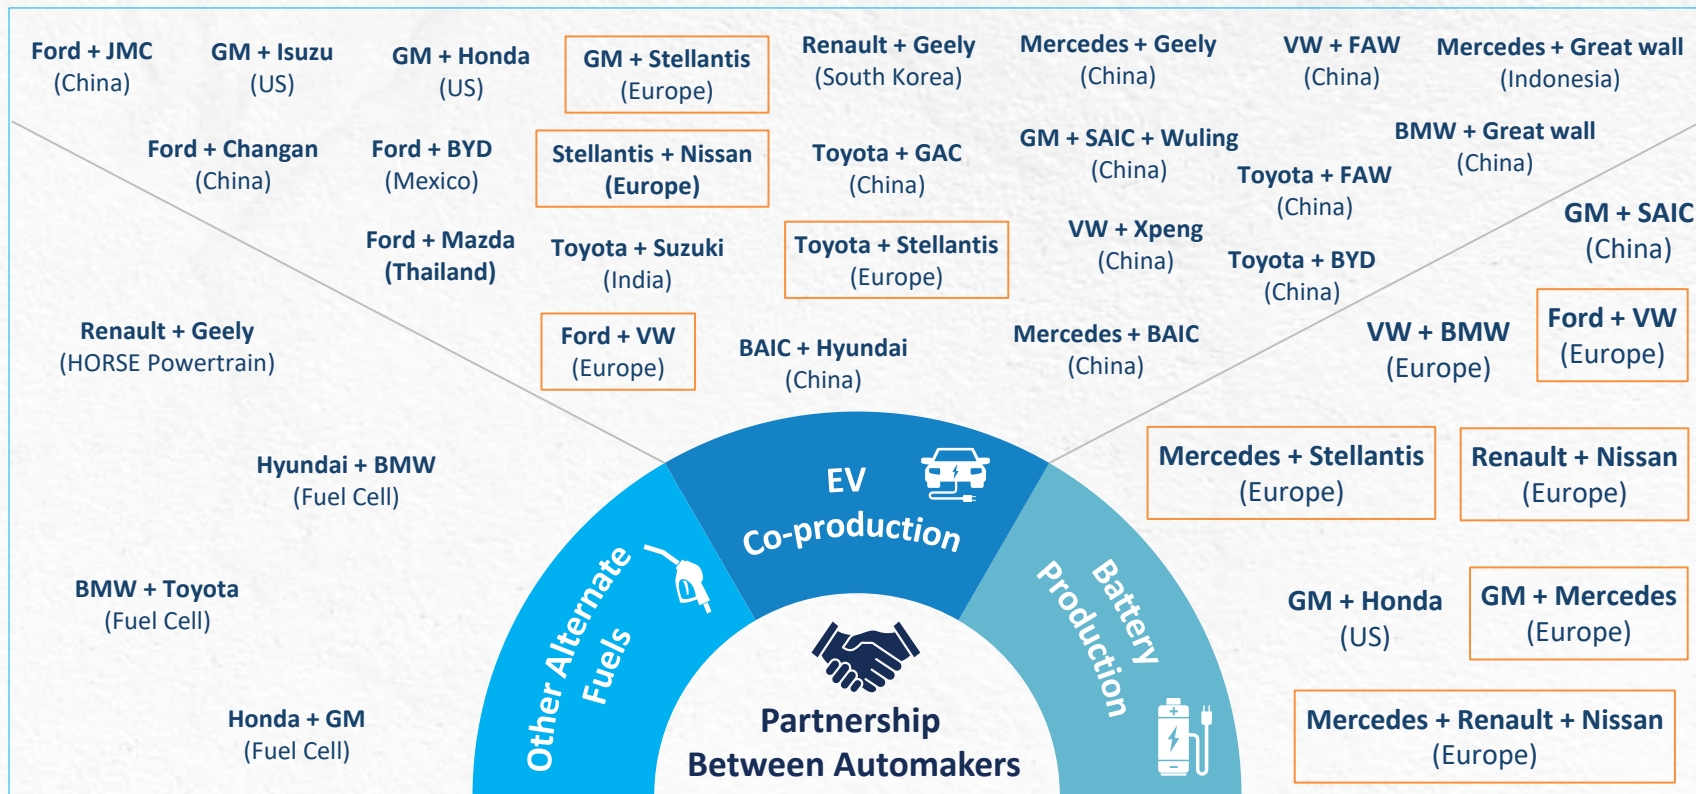 Ford + JMC
(China)
GM + Isuzu
(US)
GM + Honda
(US)
GM + Stellantis
(Europe)
Renault + Geely
(South Korea)
Mercedes + Geely
(China)
VW + FAW
(China)
Mercedes + Great wall
(Indonesia)
Ford + Changan
(China)
Ford + BYD
(Mexico)
Stellantis + Nissan
(Europe)
Toyota + GAC
(China)
GM + SAIC + Wuling
(China)
Toyota + FAW
(China)
BMW + Great wall
(China)
Ford + Mazda
(Thailand)
Toyota + Suzuki
(India)
Toyota + Stellantis
(Europe)
VW + Xpeng
(China)
Toyota + BYD
(China)
Ford + VW
(Europe)
BAIC + Hyundai
(China)
Mercedes + BAIC
(China)
GM + SAIC
(China)
VW + BMW
(Europe)
Ford + VW
(Europe)
Mercedes + Stellantis
(Europe)
Renault + Nissan
(Europe)
GM + Honda
(US)
GM + Mercedes
(Europe)
Mercedes + Renault + Nissan
(Europe)
Renault + Geely
(HORSE Powertrain)
Hyundai + BMW
(Fuel Cell)
BMW + Toyota
(Fuel Cell)
Honda + GM
(Fuel Cell)
Other Alternate
Fuels
EV
Co-production
Battery
Production
Partnership
Between Automakers